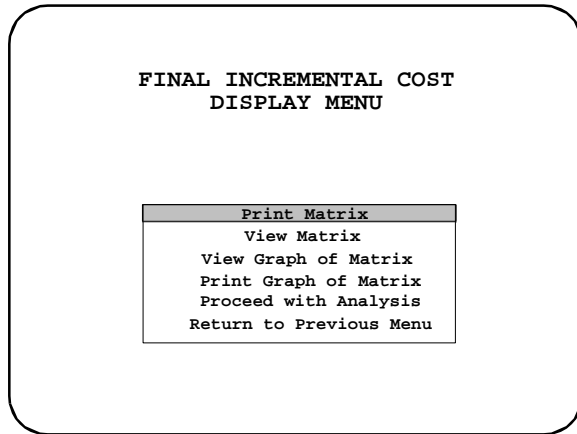 FINAL INCREMENTAL COST
DISPLAY MENU
Print Matrix
View Matrix
View Graph of Matrix
Print Graph of Matrix
Proceed with Analysis
Return to Previous Menu